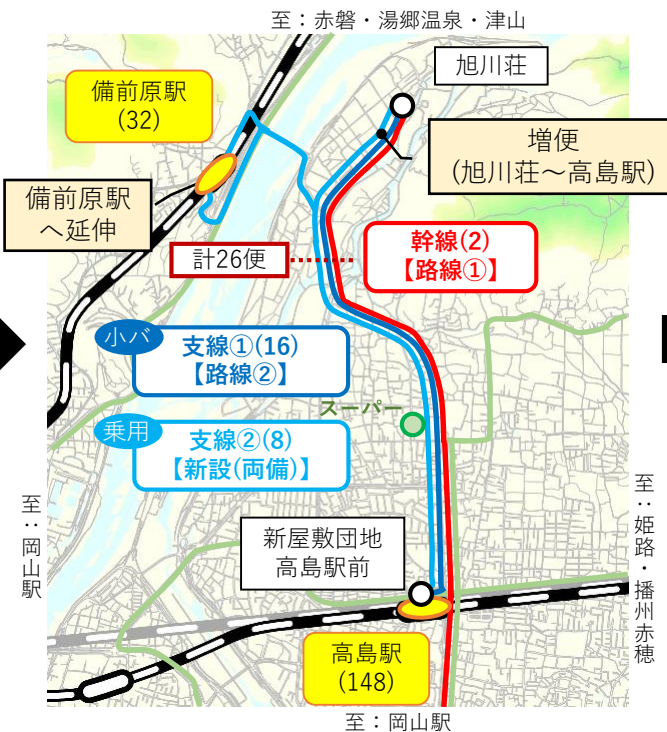 至：赤磐・湯郷温泉・津山
備前原駅
(32)
旭川荘
増便
(旭川荘～高島駅)
備前原駅
へ延伸
計26便
幹線(2)
【路線①】
小バ
支線①(16)
【路線②】
スーパー
乗用
支線②(8)
【新設(両備)】
至：岡山駅
至：姫路・播州赤穂
新屋敷団地
高島駅前
高島駅
(148)
至：岡山駅